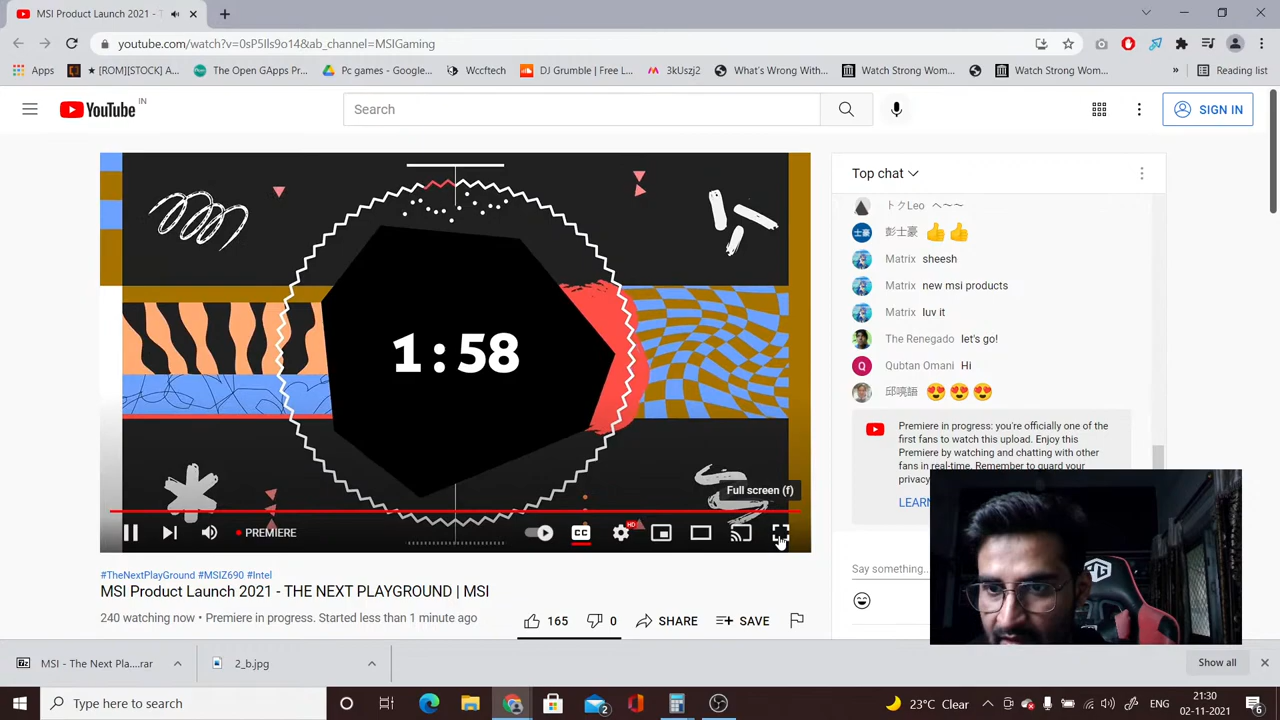 MSI Product Launch 2021 - T
youtube.com/watch?v=0sP5Ils9o14&ab_channel=MSIGaming
Apps
★ [ROM][STOCK] A...
The Open GApps Pr...
Pc games - Google...
Wccftech
DJ Grumble | Free L...
3kUszj2
What's Wrong With...
Watch Strong Wom...
Watch Strong Wom...
»
Reading list
YouTube IN
Search
SIGN IN
1:58
Full screen (f)
PREMIERE
CC
HD
#TheNextPlayGround #MSIZ690 #Intel
MSI Product Launch 2021 - THE NEXT PLAYGROUND | MSI
240 watching now • Premiere in progress. Started less than 1 minute ago
165
0
SHARE
SAVE
Top chat
トクLeo へ～～
彭士豪 👍👍
Matrix sheesh
Matrix new msi products
Matrix luv it
The Renegado let's go!
Qubtan Omani Hi
😍😍😍
Premiere in progress: you're officially one of the
first fans to watch this upload. Enjoy this
Premiere by watching and chatting with other
fans in real-time. Remember to guard your
LEARN
Say something...
MSI - The Next Pla....rar
2_b.jpg
Show all
Type here to search
2
23°C Clear
ENG
21:30
02-11-2021
6